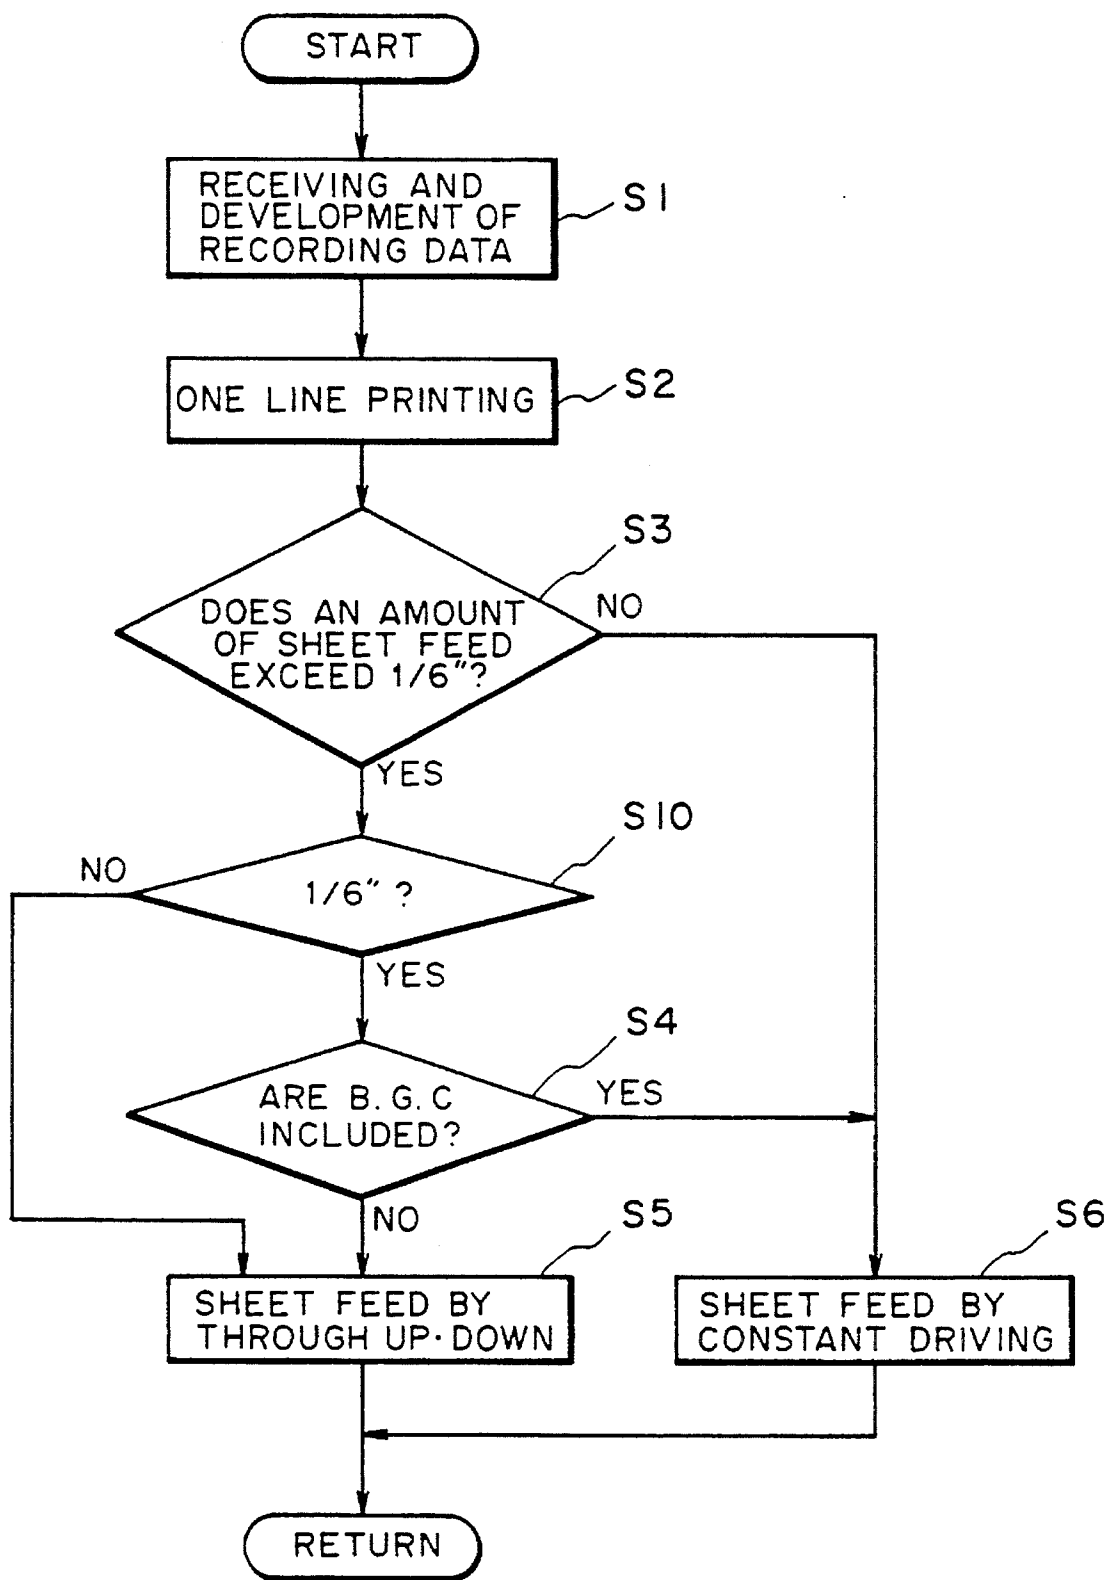 START
RECEIVING AND
DEVELOPMENT OF
RECORDING DATA
S1
ONE LINE PRINTING
S2
S3
DOES AN AMOUNT
OF SHEET FEED
EXCEED 1/6"?
NO
YES
S10
NO
1/6" ?
YES
S4
ARE B.G.C
INCLUDED?
YES
NO
S5
S6
SHEET FEED BY
THROUGH UP·DOWN
SHEET FEED BY
CONSTANT DRIVING
RETURN